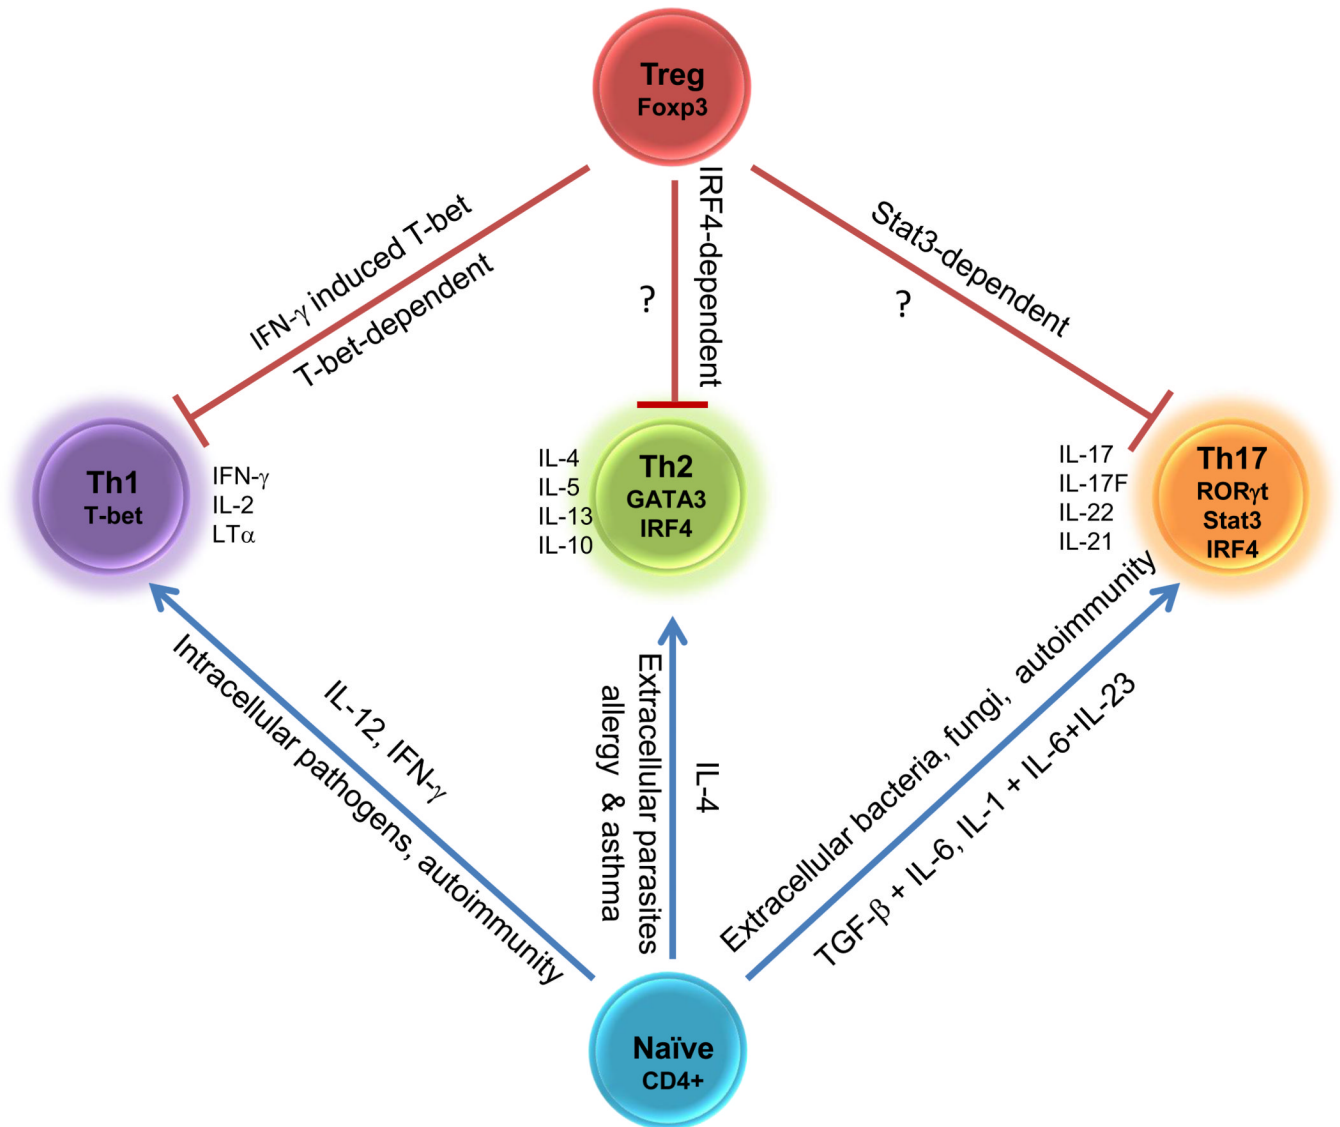 Treg
Foxp3
IFN-γ induced T-bet
T-bet-dependent
?
IRF4-dependent
Stat3-dependent
?
Th1
T-bet
IFN-γ
IL-2
LTα
IL-4
IL-5
IL-13
IL-10
Th2
GATA3
IRF4
IL-17
IL-17F
IL-22
IL-21
Th17
RORγt
Stat3
IRF4
IL-12, IFN-γ
Intracellular pathogens, autoimmunity
Extracellular parasites
allergy & asthma
IL-4
Extracellular bacteria, fungi, autoimmunity
TGF-β + IL-6, IL-1 + IL-6+IL-23
Naïve
CD4+